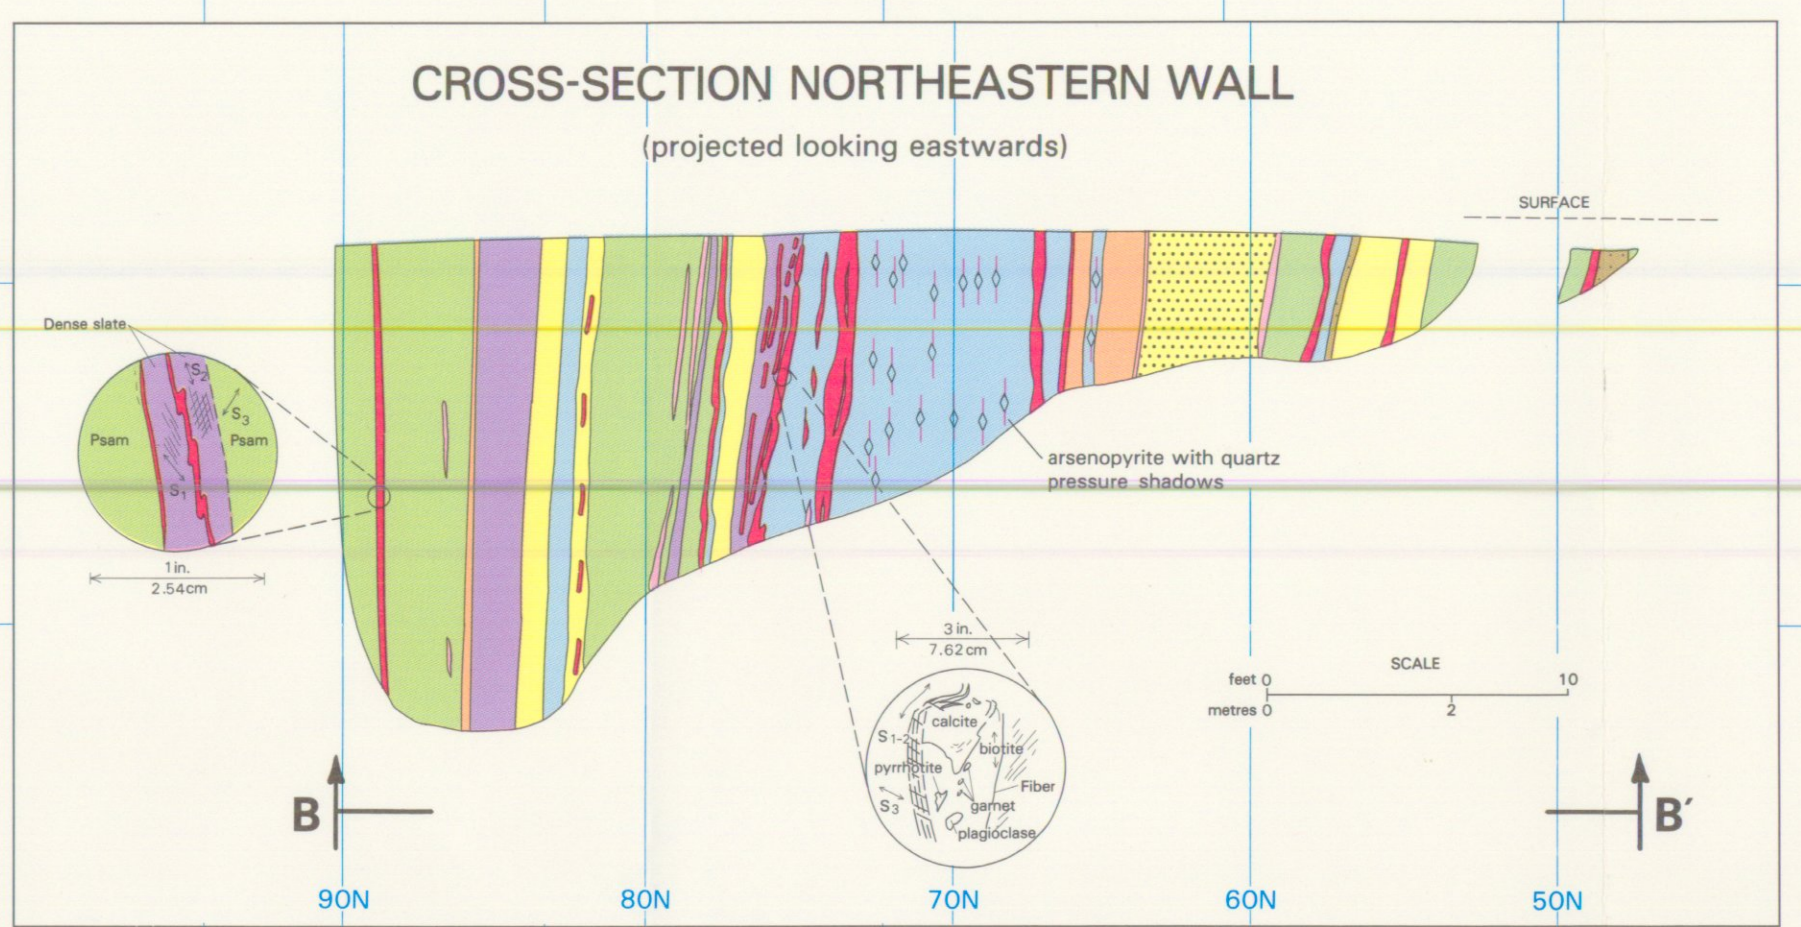 CROSS-SECTION NORTHEASTERN WALL
(projected looking eastwards)
SURFACE
Dense slate
S2
S3
Psam
Psam
S1
1 in.
2.54cm
arsenopyrite with quartz
pressure shadows
3 in.
7.62 cm
calcite
S1-2
biotite
pyrrhotite
Fiber
S3
garnet
plagioclase
SCALE
feet 0 10
metres 0 2
B
B′
90N 80N 70N 60N 50N